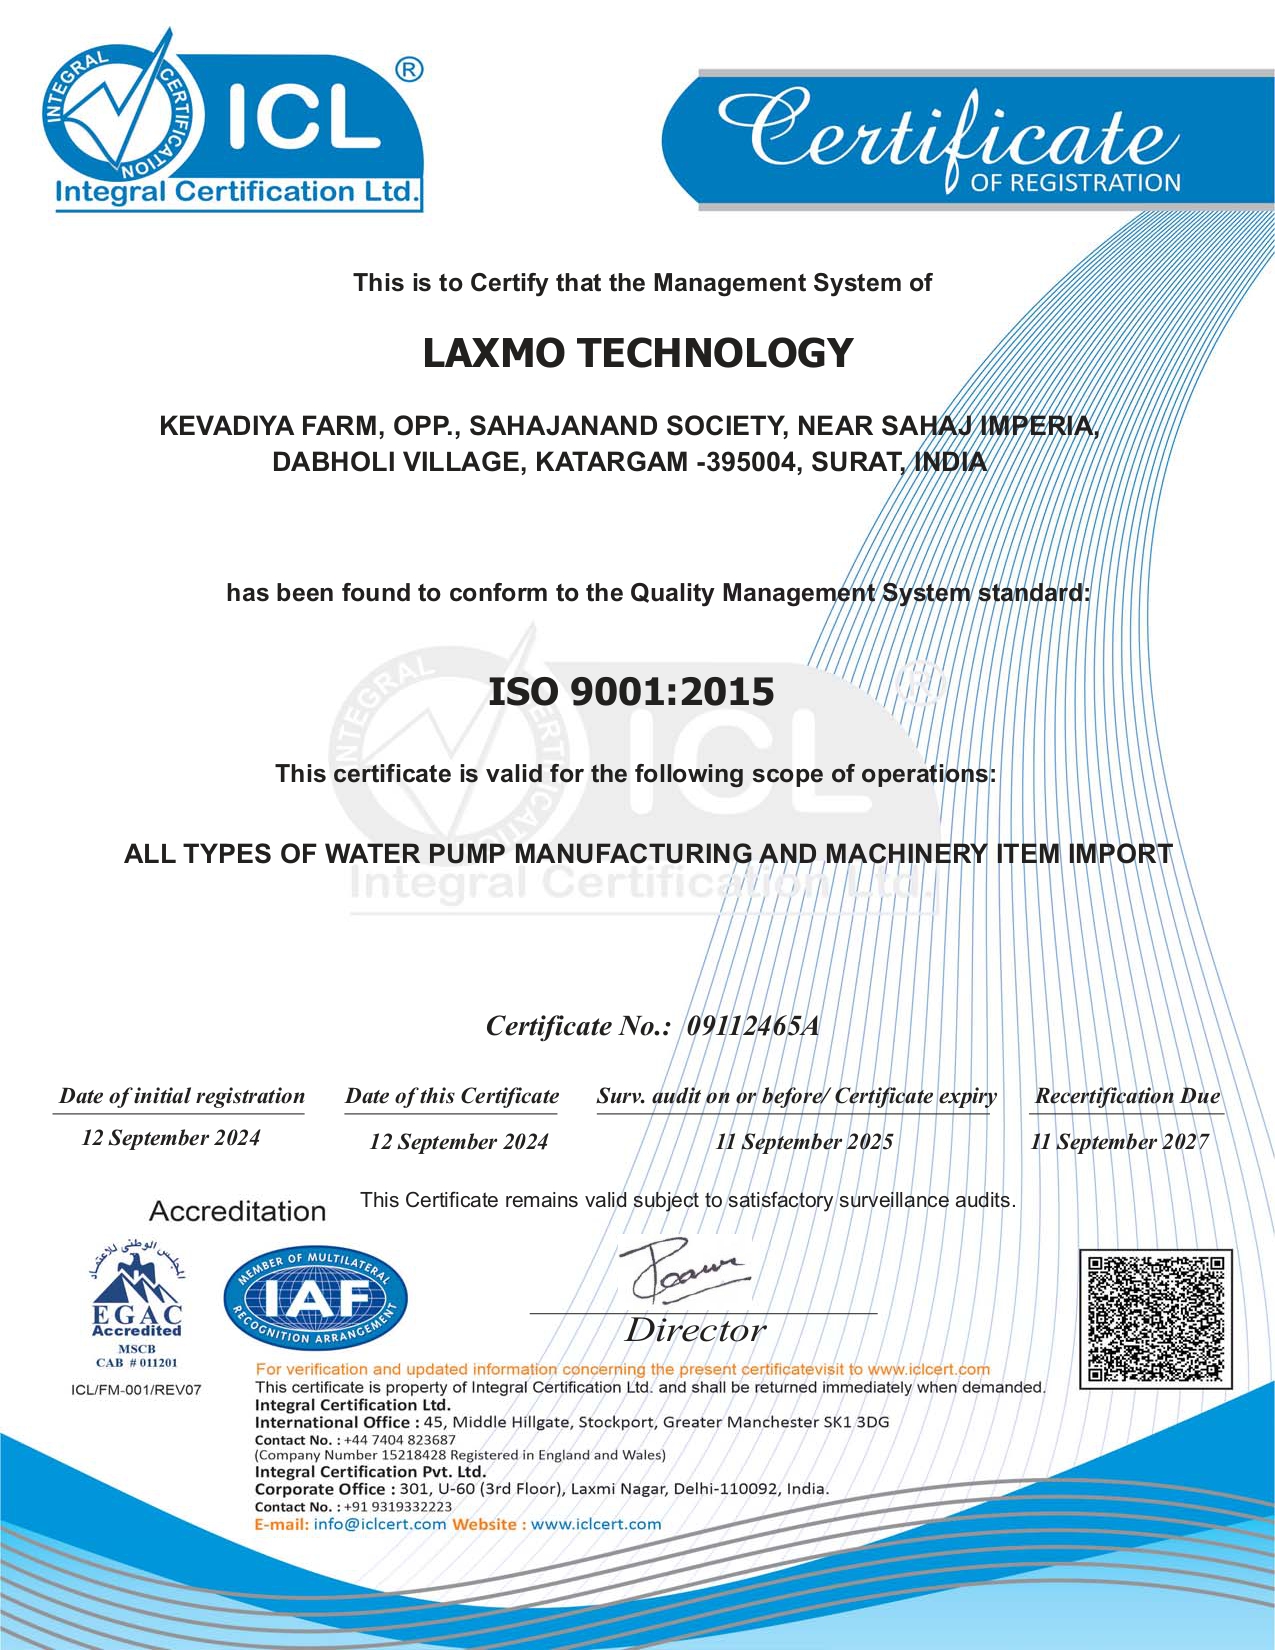 INTEGRAL CERTIFICATION
ICL ®
Integral Certification Ltd.
Certificate
OF REGISTRATION
This is to Certify that the Management System of
LAXMO TECHNOLOGY
KEVADIYA FARM, OPP., SAHAJANAND SOCIETY, NEAR SAHAJ IMPERIA,
DABHOLI VILLAGE, KATARGAM -395004, SURAT, INDIA
has been found to conform to the Quality Management System standard:
INTEGRAL CERTIFICATION
ICL ®
Integral Certification Ltd.
ISO 9001:2015
This certificate is valid for the following scope of operations:
ALL TYPES OF WATER PUMP MANUFACTURING AND MACHINERY ITEM IMPORT
Certificate No.: 09112465A
Date of initial registration Date of this Certificate Surv. audit on or before/ Certificate expiry Recertification Due
12 September 2024 12 September 2024 11 September 2025 11 September 2027
This Certificate remains valid subject to satisfactory surveillance audits.
Accreditation
المجلس الوطنى للاعتماد
EGAC
Accredited
MSCB
CAB # 011201
MEMBER OF MULTILATERAL
IAF
RECOGNITION ARRANGEMENT
Director
ICL/FM-001/REV07
For verification and updated information concerning the present certificatevisit to www.iclcert.com
This certificate is property of Integral Certification Ltd. and shall be returned immediately when demanded.
Integral Certification Ltd.
International Office : 45, Middle Hillgate, Stockport, Greater Manchester SK1 3DG
Contact No. : +44 7404 823687
(Company Number 15218428 Registered in England and Wales)
Integral Certification Pvt. Ltd.
Corporate Office : 301, U-60 (3rd Floor), Laxmi Nagar, Delhi-110092, India.
Contact No. : +91 9319332223
E-mail: info@iclcert.com Website : www.iclcert.com